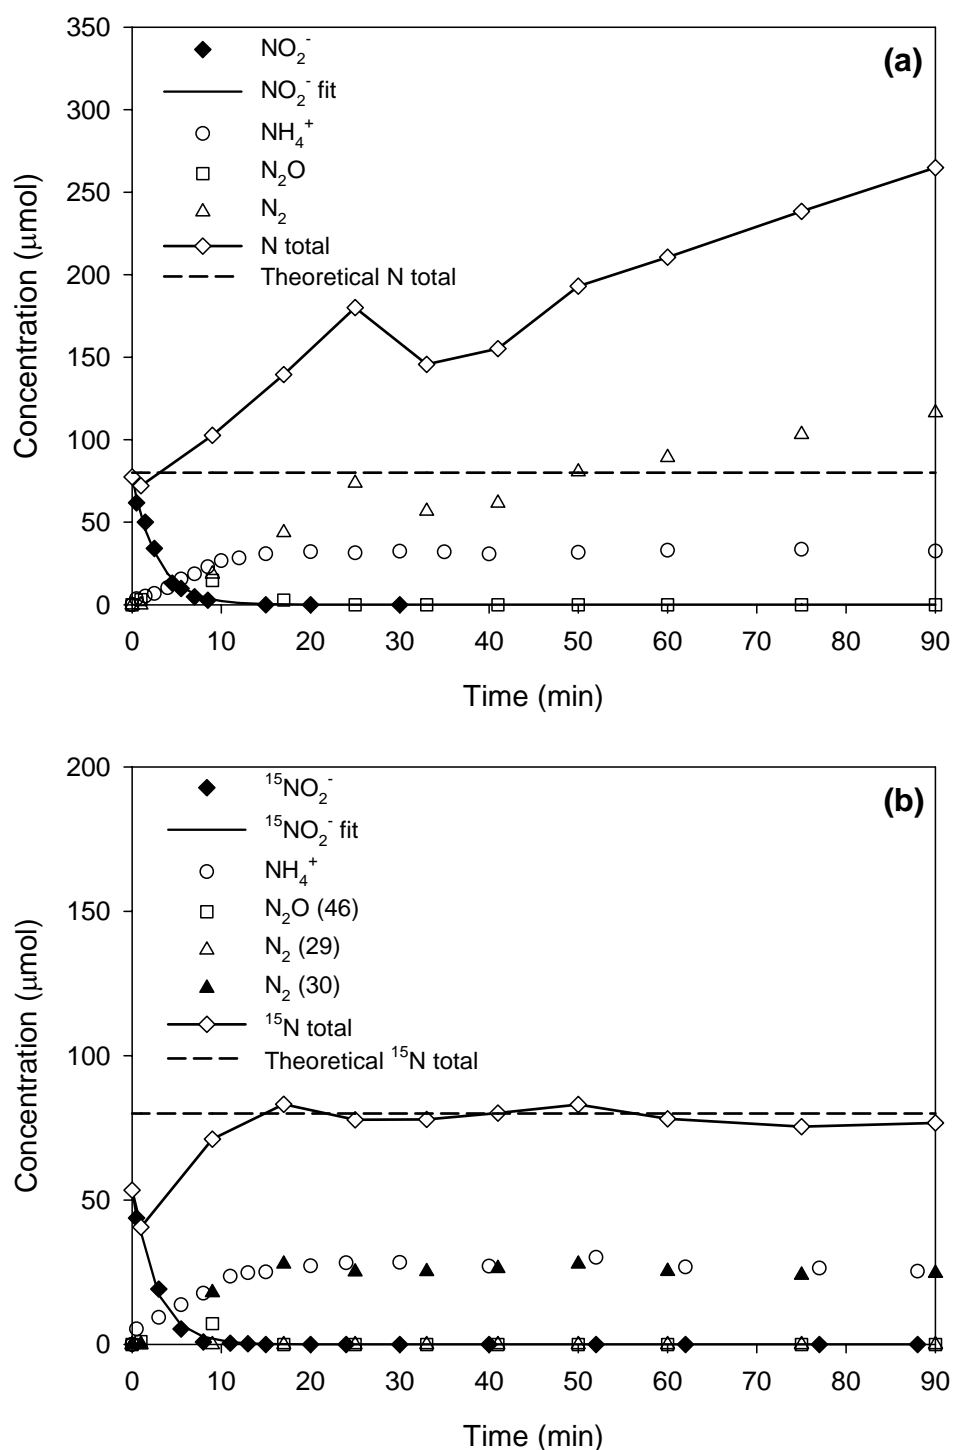 350
300
250
200
150
100
50
0
Concentration (μmol)
(a)
NO₂⁻
NO₂⁻ fit
NH₄⁺
N₂O
N₂
N total
Theoretical N total
0 10 20 30 40 50 60 70 80 90
Time (min)
200
150
100
50
0
Concentration (μmol)
(b)
¹⁵NO₂⁻
¹⁵NO₂⁻ fit
NH₄⁺
N₂O (46)
N₂ (29)
N₂ (30)
¹⁵N total
Theoretical ¹⁵N total
0 10 20 30 40 50 60 70 80 90
Time (min)